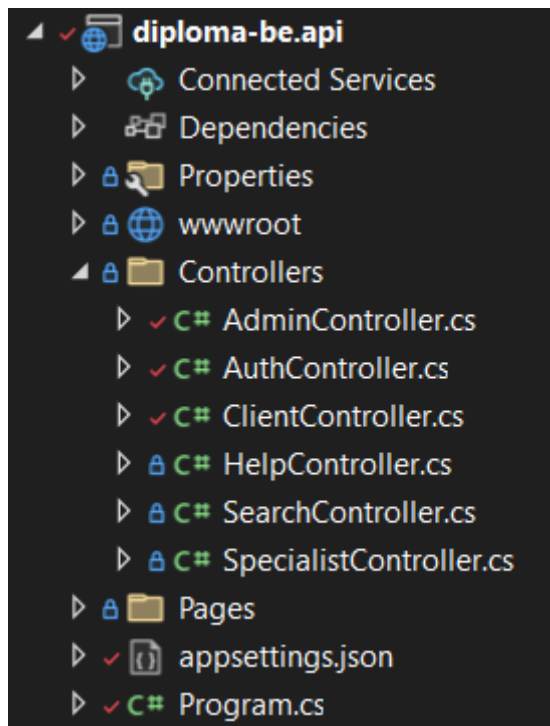 diploma-be.api
Connected Services
Dependencies
Properties
wwwroot
Controllers
C# AdminController.cs
C# AuthController.cs
C# ClientController.cs
C# HelpController.cs
C# SearchController.cs
C# SpecialistController.cs
Pages
appsettings.json
C# Program.cs